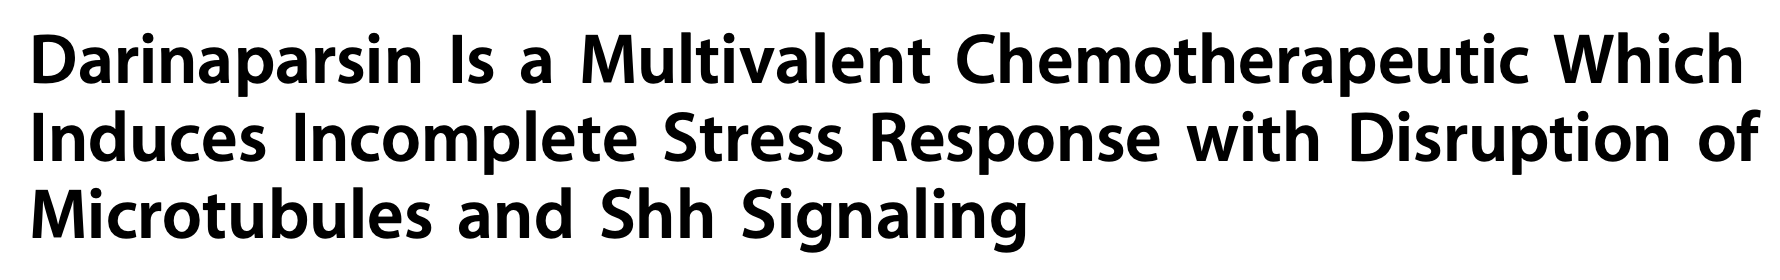 Darinaparsin Is a Multivalent Chemotherapeutic Which
Induces Incomplete Stress Response with Disruption of
Microtubules and Shh Signaling